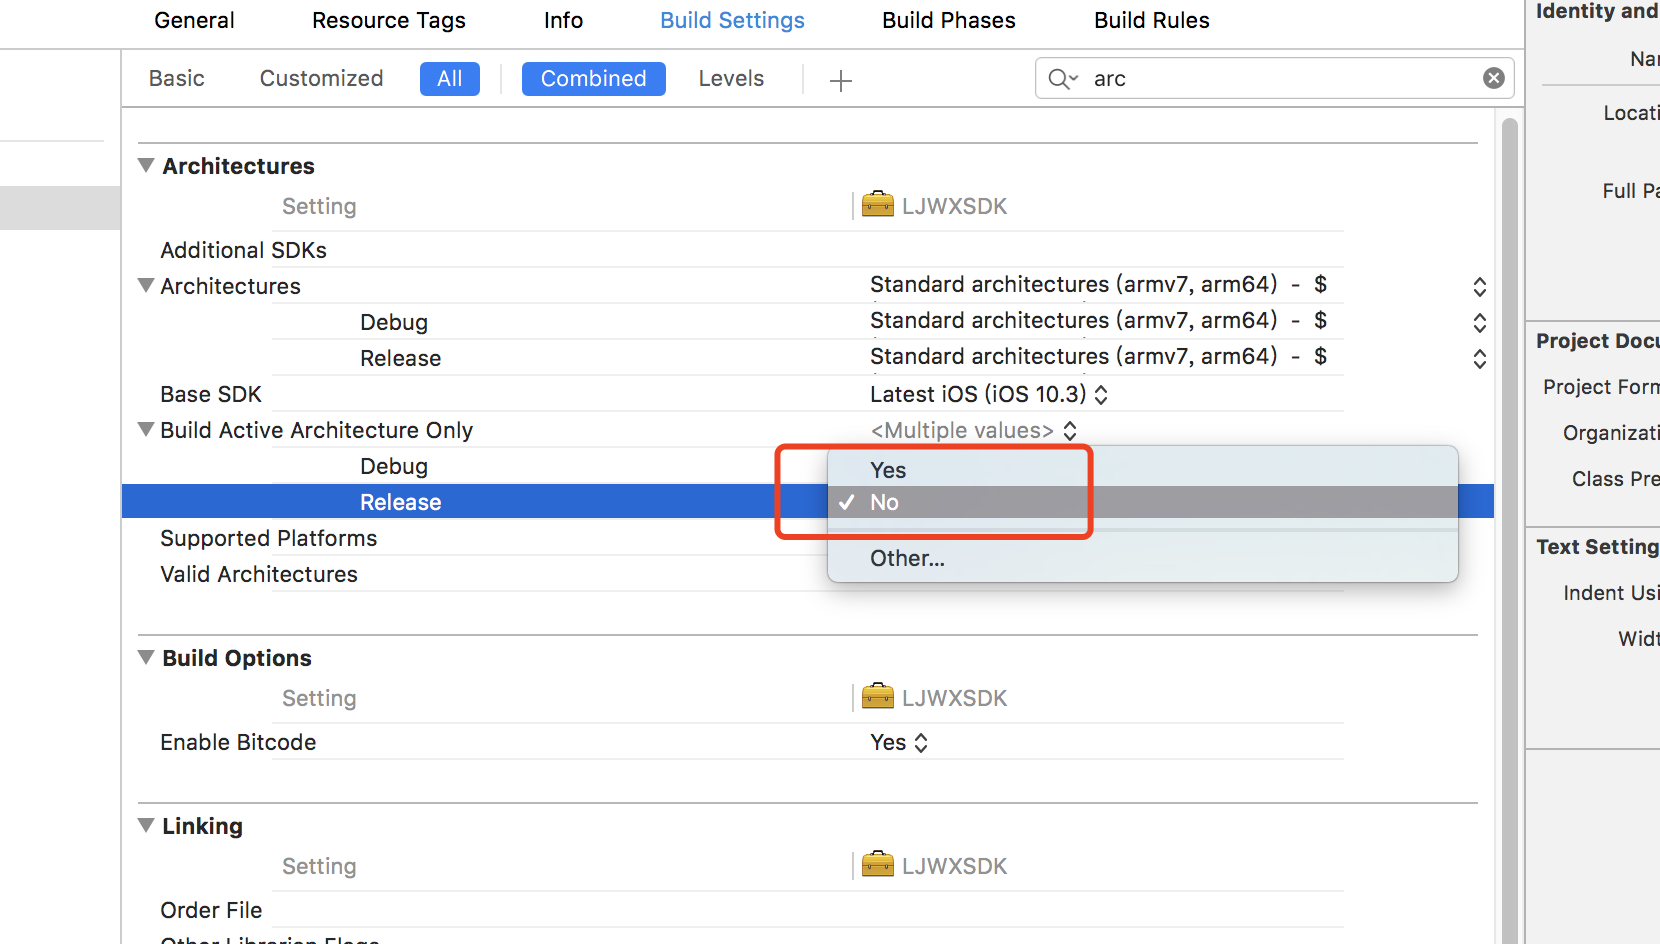 General Resource Tags Info Build Settings Build Phases Build Rules
Identity and
Basic Customized All Combined Levels + arc
Locati
Architectures
Setting LJWXSDK
Full Pa
Additional SDKs
Architectures Standard architectures (armv7, arm64) - $
Debug Standard architectures (armv7, arm64) - $
Release Standard architectures (armv7, arm64) - $
Project Docu
Base SDK Latest iOS (iOS 10.3)
Project Form
Build Active Architecture Only <Multiple values>
Organizati
Debug Yes
Class Pre
Release No
Supported Platforms
Other...
Text Setting
Valid Architectures
Indent Usi
Build Options
Setting LJWXSDK
Enable Bitcode Yes
Linking
Setting LJWXSDK
Order File